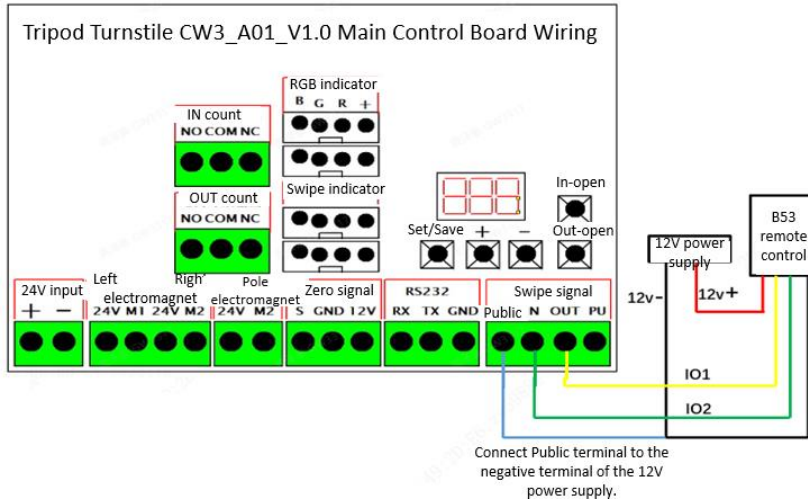 Tripod Turnstile CW3_A01_V1.0 Main Control Board Wiring
RGB indicator
B G R +
IN count
NO COM NC
OUT count
NO COM NC
Swipe indicator
In-open
Set/Save + − Out-open
24V input
+ −
Left Righ'
electromagnet
24V M1 24V M2
Pole
electromagnet
24V M2
Zero signal
S GND 12V
RS232
RX TX GND
Swipe signal
Public N OUT PU
12V power
supply
B53
remote
control
12v− 12v+
IO1
IO2
Connect Public terminal to the
negative terminal of the 12V
power supply.